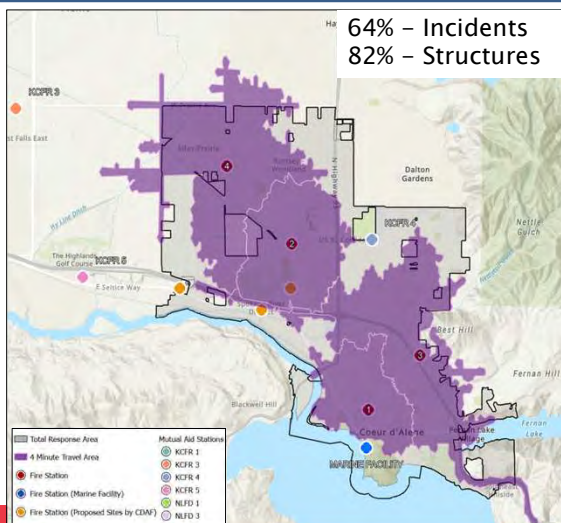 64% – Incidents
82% – Structures
KCFR 3
st Falls East
Dalton
Gardens
KCFR 4
Nettle
Gulch
The Highlands
Golf Course
KCFR 5
E Seltice Way
Best Hill
Fernan Hill
Fernan
Lake
Blackwell Hill
Coeur d'Alene
Village
MARINE FACILITY
4
2
3
1
Total Response Area
4 Minute Travel Area
Fire Station
Fire Station (Marine Facility)
Fire Station (Proposed Sites by CDAF)
Mutual Aid Stations
KCFR 1
KCFR 3
KCFR 4
KCFR 5
NLFD 1
NLFD 3